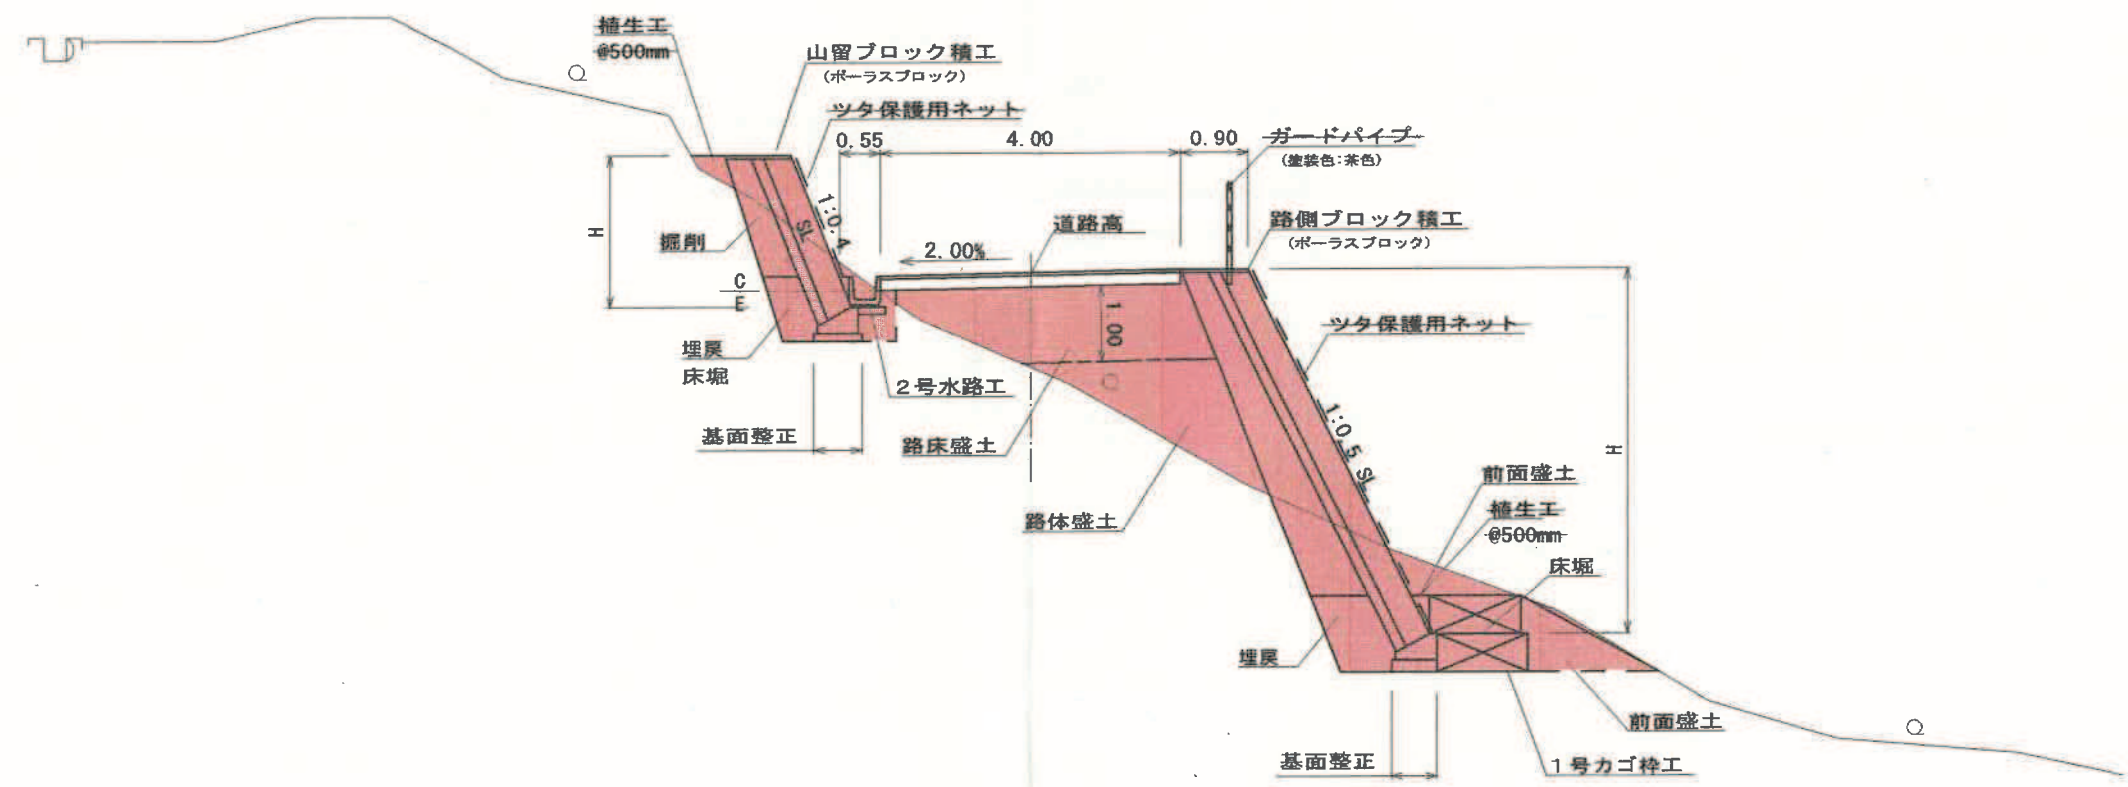 植生工
@500mm
山留ブロック積工
(ポーラスブロック)
ツタ保護用ネット
0.55
4.00
0.90
ガードパイプ
(塗装色:茶色)
H
掘削
SL
1:0.4
2.00%
道路高
路側ブロック積工
(ポーラスブロック)
C
E
1.00
ツタ保護用ネット
埋戻
床堀
2号水路工
基面整正
路床盛土
1:0.5 SL
H
路体盛土
前面盛土
植生工
@500mm
床堀
埋戻
前面盛土
基面整正
1号カゴ枠工